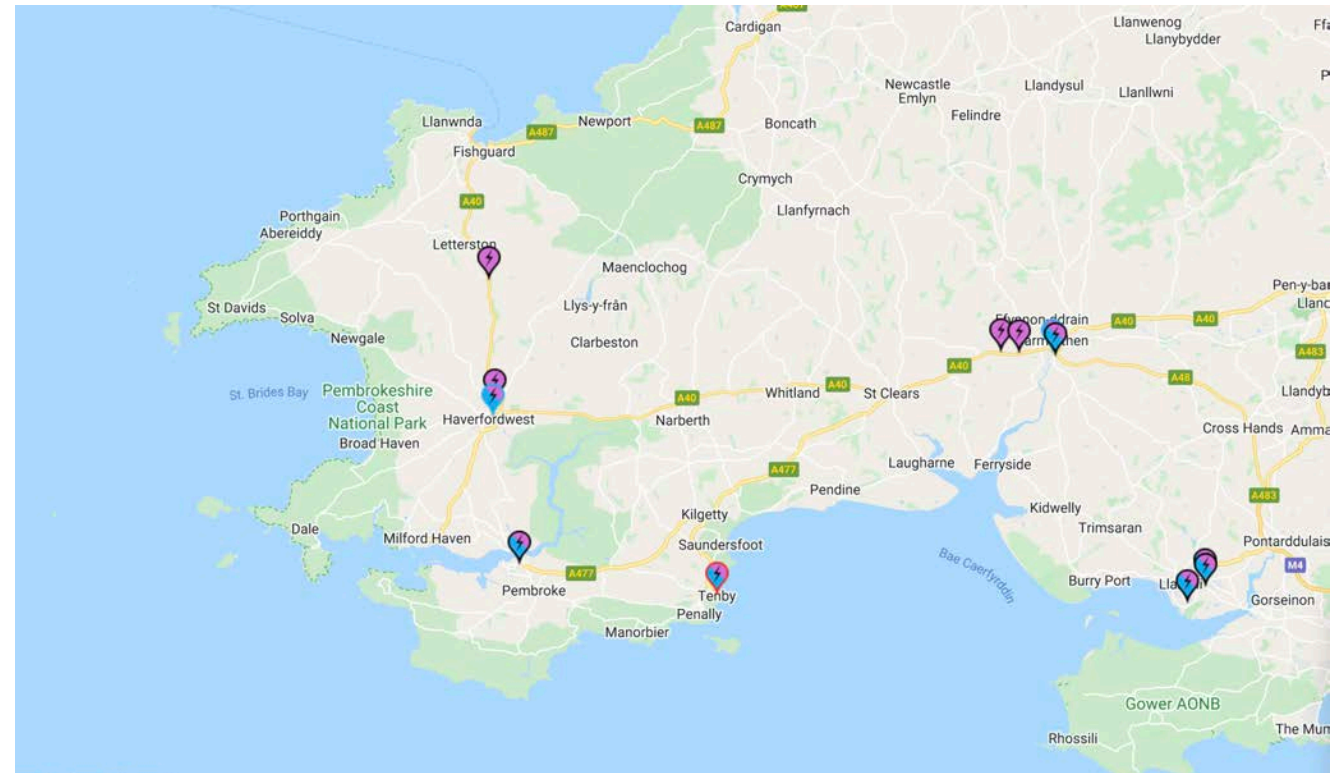 A487
Cardigan
Llanwenog
Llanybydder
Newcastle
Emlyn
Llandysul
Llanllwni
Felindre
Llanwnda
Newport
A487
A487
Boncath
Fishguard
Crymych
A40
Llanfyrnach
Porthgain
Abereiddy
Letterston
Maenclochog
St Davids
Solva
Llys-y-frân
Newgale
Clarbeston
A40
A40
A483
A40
A48
St. Brides Bay
Pembrokeshire
Coast
National Park
Haverfordwest
A40
Narberth
Whitland
A40
St Clears
Broad Haven
Cross Hands
A477
Laugharne
Ferryside
Pendine
A483
Kidwelly
Trimsaran
Dale
Milford Haven
Kilgetty
Saundersfoot
Pontarddulais
M4
A477
Pembroke
Tenby
Penally
Manorbier
Bae Caerfyrddin
Burry Port
Gorseinon
Gower AONB
Rhossili